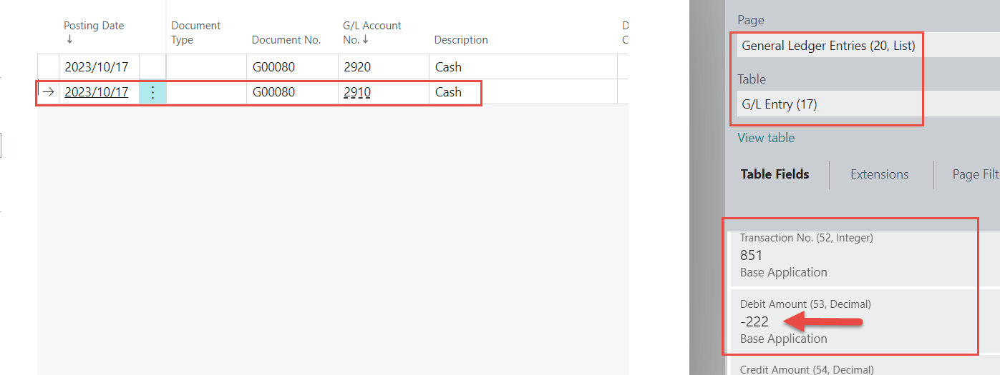 Posting Date
↓
Document
Type
Document No.
G/L Account
No. ↓
Description
D
C
2023/10/17 G00080 2920 Cash
→ 2023/10/17 ⋮ G00080 2910 Cash
Page
General Ledger Entries (20, List)
Table
G/L Entry (17)
View table
Table Fields Extensions Page Filt
Transaction No. (52, Integer)
851
Base Application
Debit Amount (53, Decimal)
-222
Base Application
Credit Amount (54, Decimal)